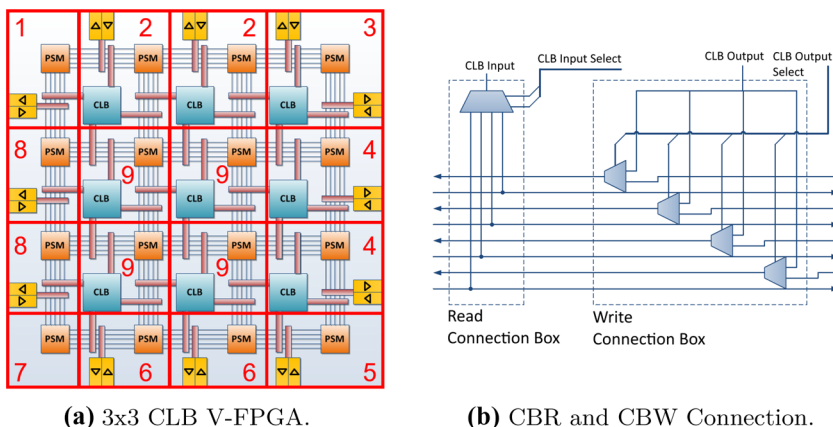 1 2 2 3
PSM PSM PSM PSM
CLB CLB CLB
8 9 9 4
PSM PSM PSM PSM
CLB CLB CLB
8 9 9 4
PSM PSM PSM PSM
CLB CLB CLB
PSM PSM PSM PSM
7 6 6 5
(a) 3x3 CLB V-FPGA.
CLB Input
CLB Input Select
CLB Output
CLB Output
Select
Read
Connection Box
Write
Connection Box
(b) CBR and CBW Connection.